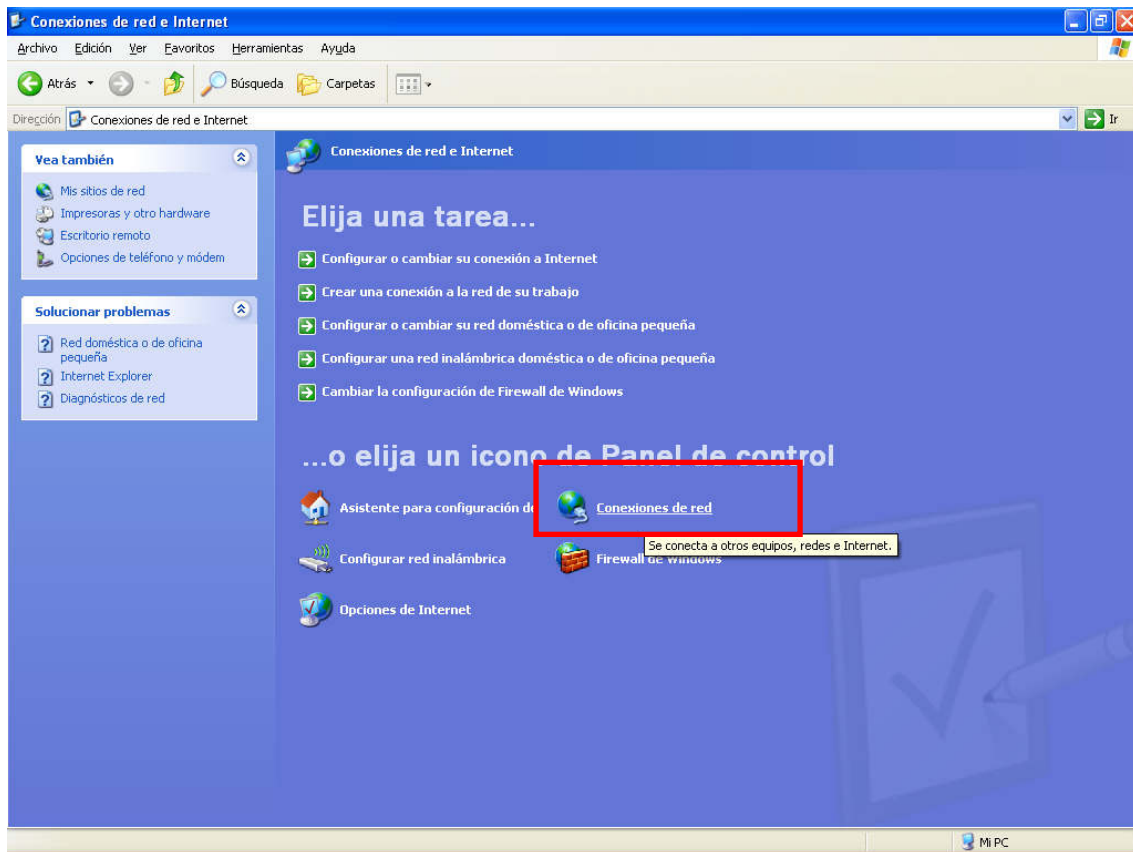 Conexiones de red e Internet
Archivo Edición Ver Favoritos Herramientas Ayuda
Atrás Búsqueda Carpetas
Dirección Conexiones de red e Internet Ir
Vea también
Mis sitios de red
Impresoras y otro hardware
Escritorio remoto
Opciones de teléfono y módem
Solucionar problemas
Red doméstica o de oficina
pequeña
Internet Explorer
Diagnósticos de red
Conexiones de red e Internet
Elija una tarea...
Configurar o cambiar su conexión a Internet
Crear una conexión a la red de su trabajo
Configurar o cambiar su red doméstica o de oficina pequeña
Configurar una red inalámbrica doméstica o de oficina pequeña
Cambiar la configuración de Firewall de Windows
...o elija un icono de Panel de control
Asistente para configuración de Conexiones de red
Se conecta a otros equipos, redes e Internet.
Configurar red inalámbrica Firewall de Windows
Opciones de Internet
Mi PC